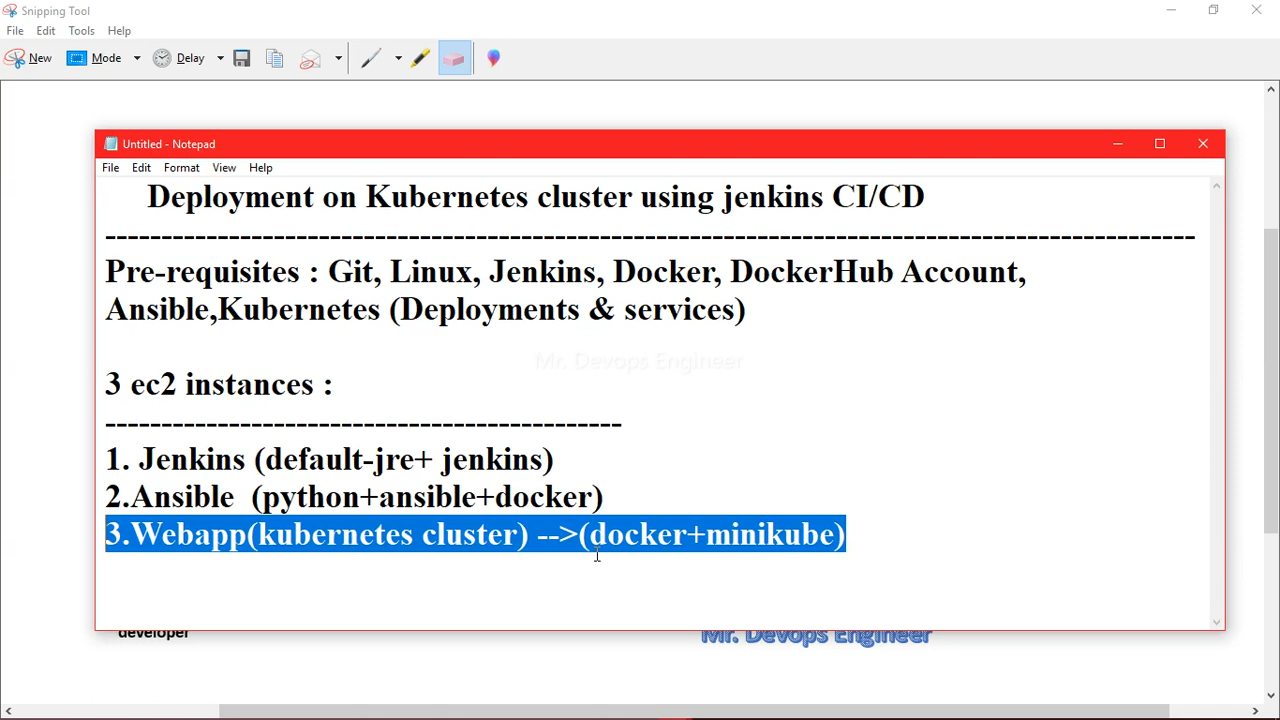 Snipping Tool
File Edit Tools Help
New Mode Delay
Untitled - Notepad
File Edit Format View Help
Deployment on Kubernetes cluster using jenkins CI/CD
-------------------------------------------------------------------------------------------------
Pre-requisites : Git, Linux, Jenkins, Docker, DockerHub Account,
Ansible,Kubernetes (Deployments & services)
Mr. Devops Engineer
3 ec2 instances :
----------------------------------------------
1. Jenkins (default-jre+ jenkins)
2.Ansible (python+ansible+docker)
3.Webapp(kubernetes cluster) -->(docker+minikube)
developer
Mr. Devops Engineer